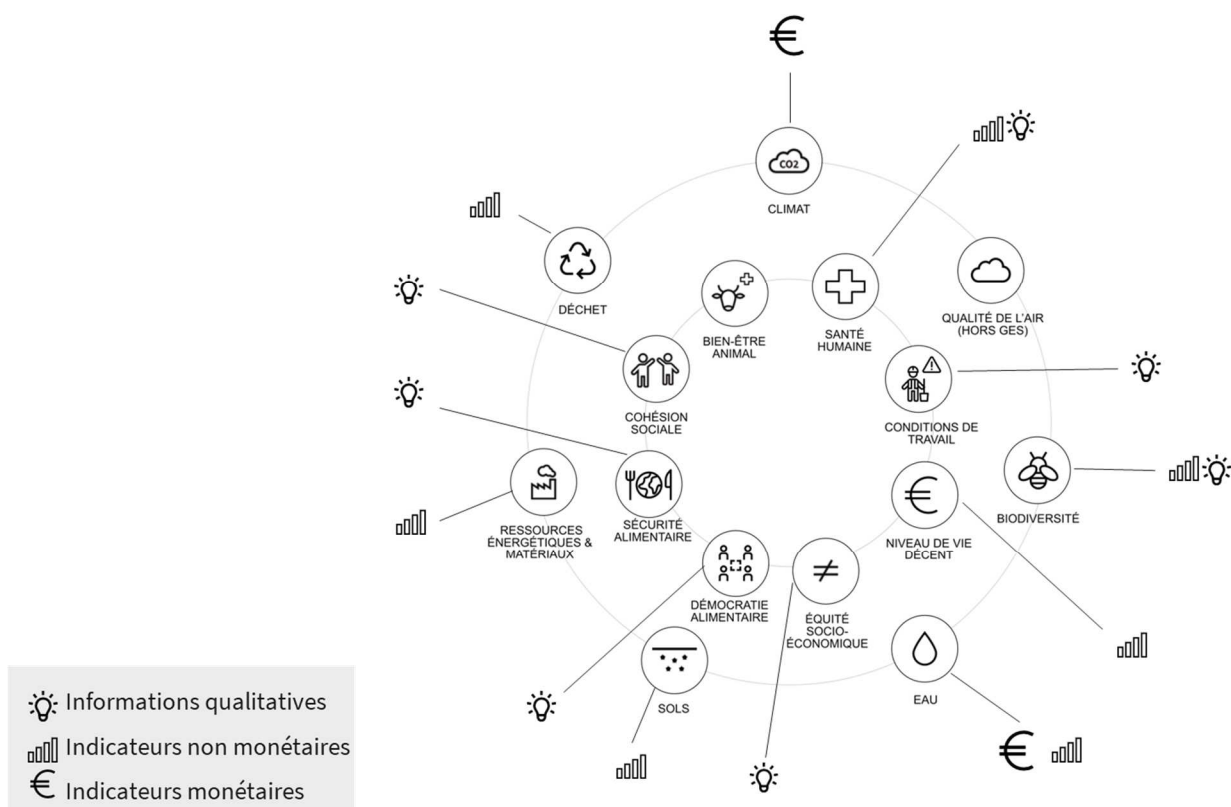 €
CO2
CLIMAT
DÉCHET
BIEN-ÊTRE
ANIMAL
SANTÉ
HUMAINE
QUALITÉ DE L'AIR
(HORS GES)
COHÉSION
SOCIALE
CONDITIONS DE
TRAVAIL
RESSOURCES
ÉNERGÉTIQUES &
MATÉRIAUX
SÉCURITÉ
ALIMENTAIRE
€
NIVEAU DE VIE
DÉCENT
BIODIVERSITÉ
DÉMOCRATIE
ALIMENTAIRE
≠
ÉQUITÉ
SOCIO-
ÉCONOMIQUE
SOLS
EAU
€
Informations qualitatives
Indicateurs non monétaires
€ Indicateurs monétaires